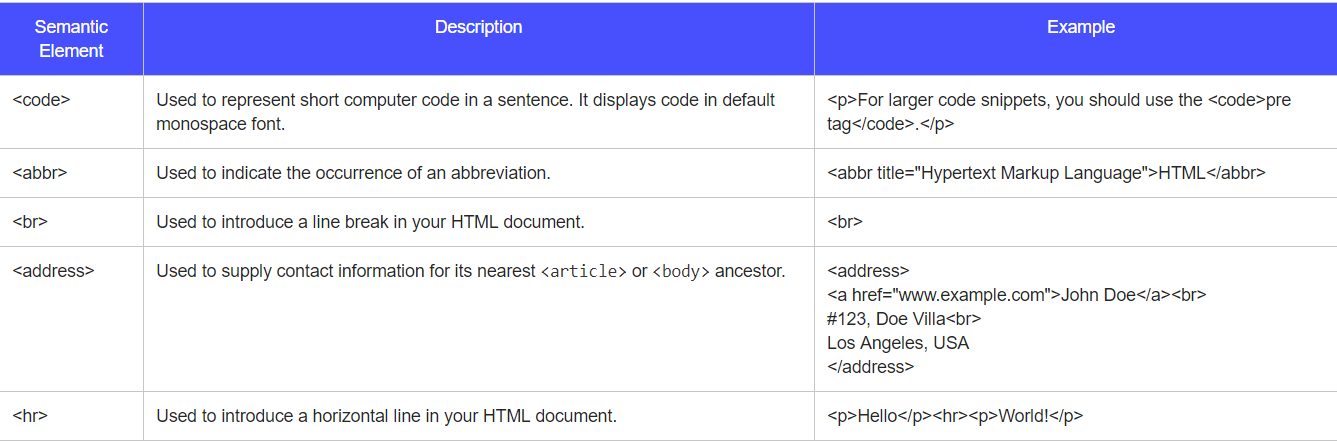 Semantic
Element
Description
Example
<code>
Used to represent short computer code in a sentence. It displays code in default
monospace font.
<p>For larger code snippets, you should use the <code>pre
tag</code>.</p>
<abbr>
Used to indicate the occurrence of an abbreviation.
<abbr title="Hypertext Markup Language">HTML</abbr>
<br>
Used to introduce a line break in your HTML document.
<br>
<address>
Used to supply contact information for its nearest <article> or <body> ancestor.
<address>
<a href="www.example.com">John Doe</a><br>
#123, Doe Villa<br>
Los Angeles, USA
</address>
<hr>
Used to introduce a horizontal line in your HTML document.
<p>Hello</p><hr><p>World!</p>